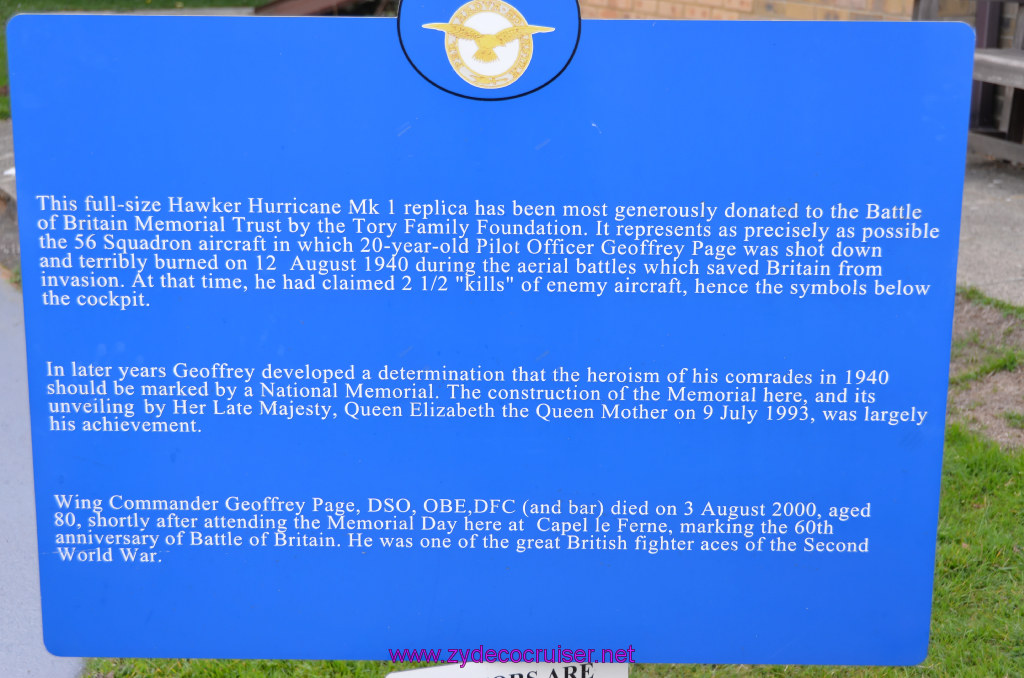 This full-size Hawker Hurricane Mk 1 replica has been most generously donated to the Battle
of Britain Memorial Trust by the Tory Family Foundation. It represents as precisely as possible
the 56 Squadron aircraft in which 20-year-old Pilot Officer Geoffrey Page was shot down
and terribly burned on 12 August 1940 during the aerial battles which saved Britain from
invasion. At that time, he had claimed 2 1/2 "kills" of enemy aircraft, hence the symbols below
the cockpit.
In later years Geoffrey developed a determination that the heroism of his comrades in 1940
should be marked by a National Memorial. The construction of the Memorial here, and its
unveiling by Her Late Majesty, Queen Elizabeth the Queen Mother on 9 July 1993, was largely
his achievement.
Wing Commander Geoffrey Page, DSO, OBE,DFC (and bar) died on 3 August 2000, aged
80, shortly after attending the Memorial Day here at Capel le Ferne, marking the 60th
anniversary of Battle of Britain. He was one of the great British fighter aces of the Second
World War.
www.zydecocruiser.net
ARE